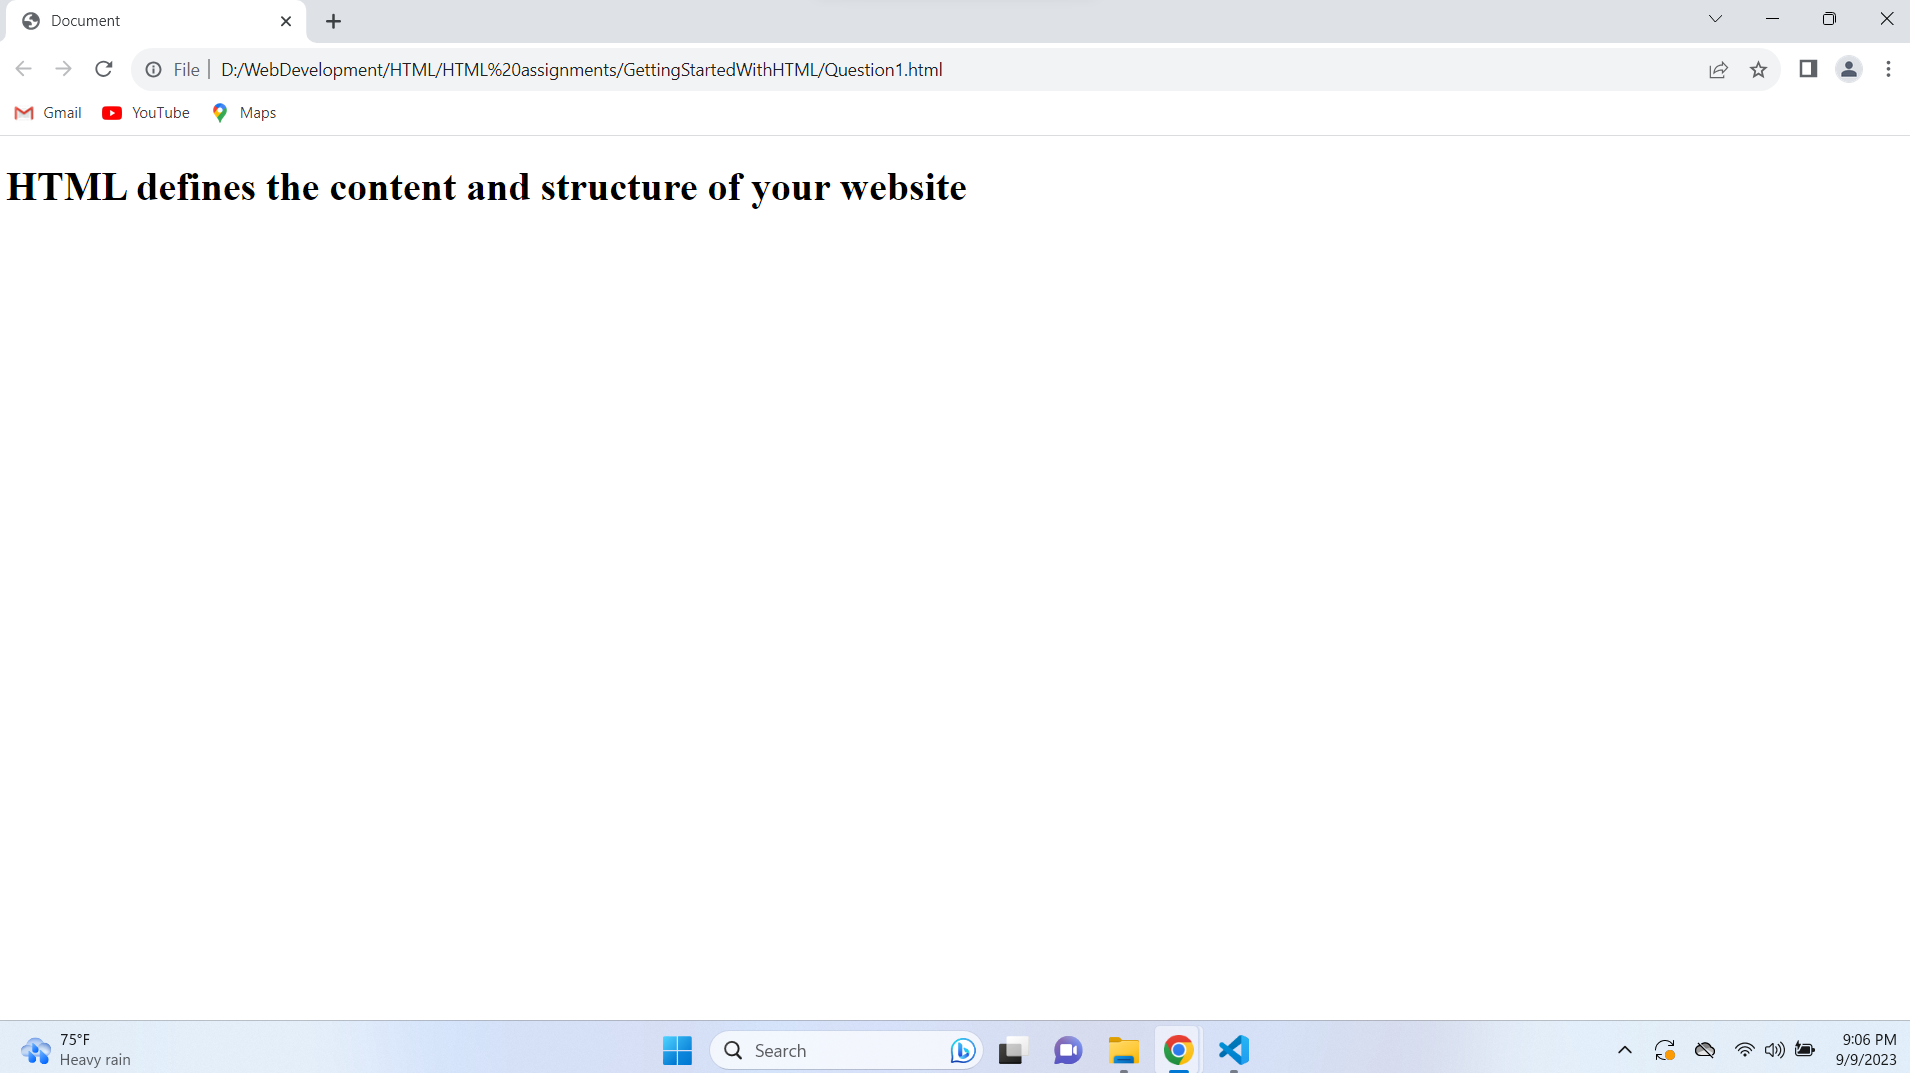 Document
File D:/WebDevelopment/HTML/HTML%20assignments/GettingStartedWithHTML/Question1.html
Gmail YouTube Maps
HTML defines the content and structure of your website
75°F
Heavy rain
Search
9:06 PM
9/9/2023